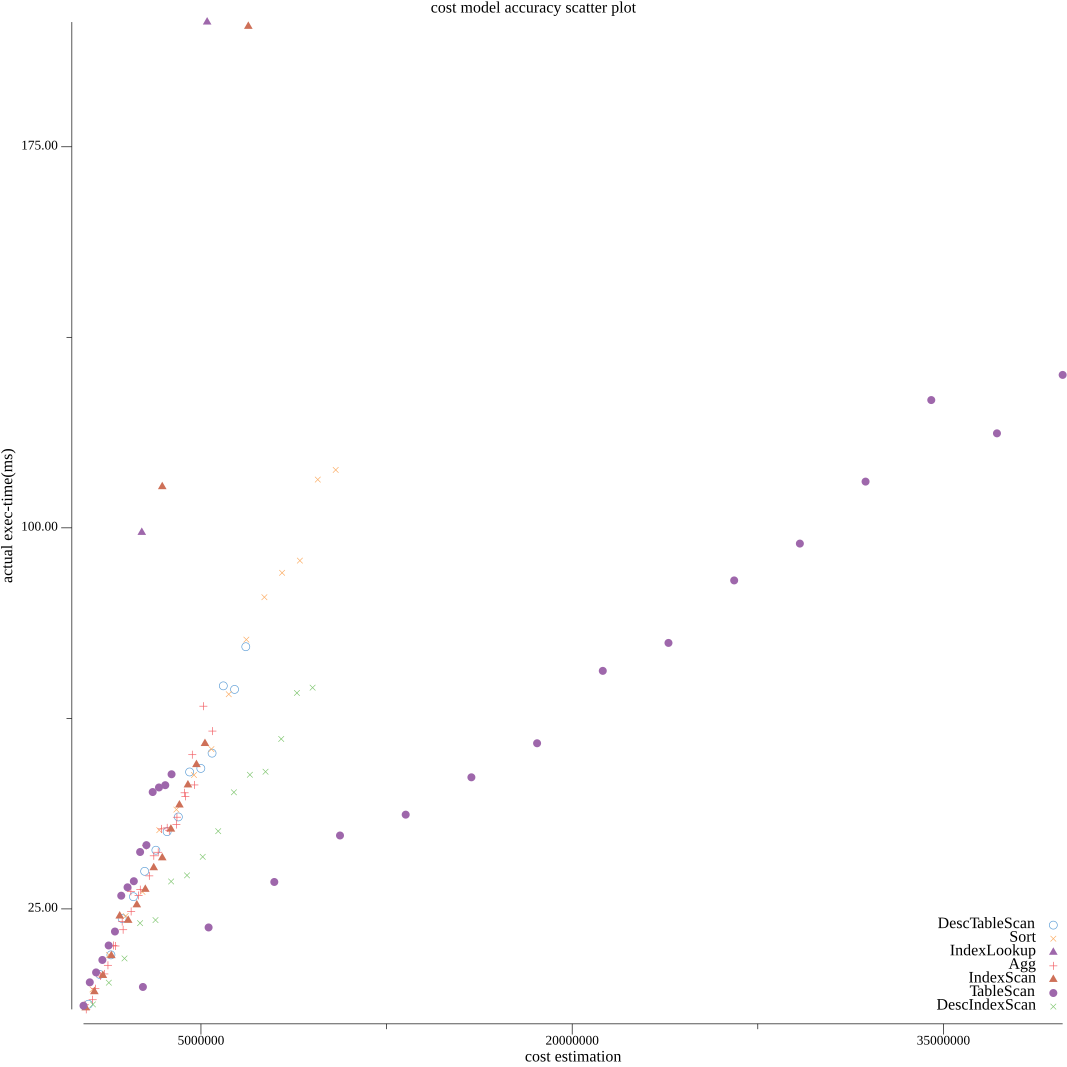 cost model accuracy scatter plot
175.00
100.00
25.00
actual exec-time(ms)
DescTableScan
Sort
IndexLookup
Agg
IndexScan
TableScan
DescIndexScan
5000000
20000000
35000000
cost estimation